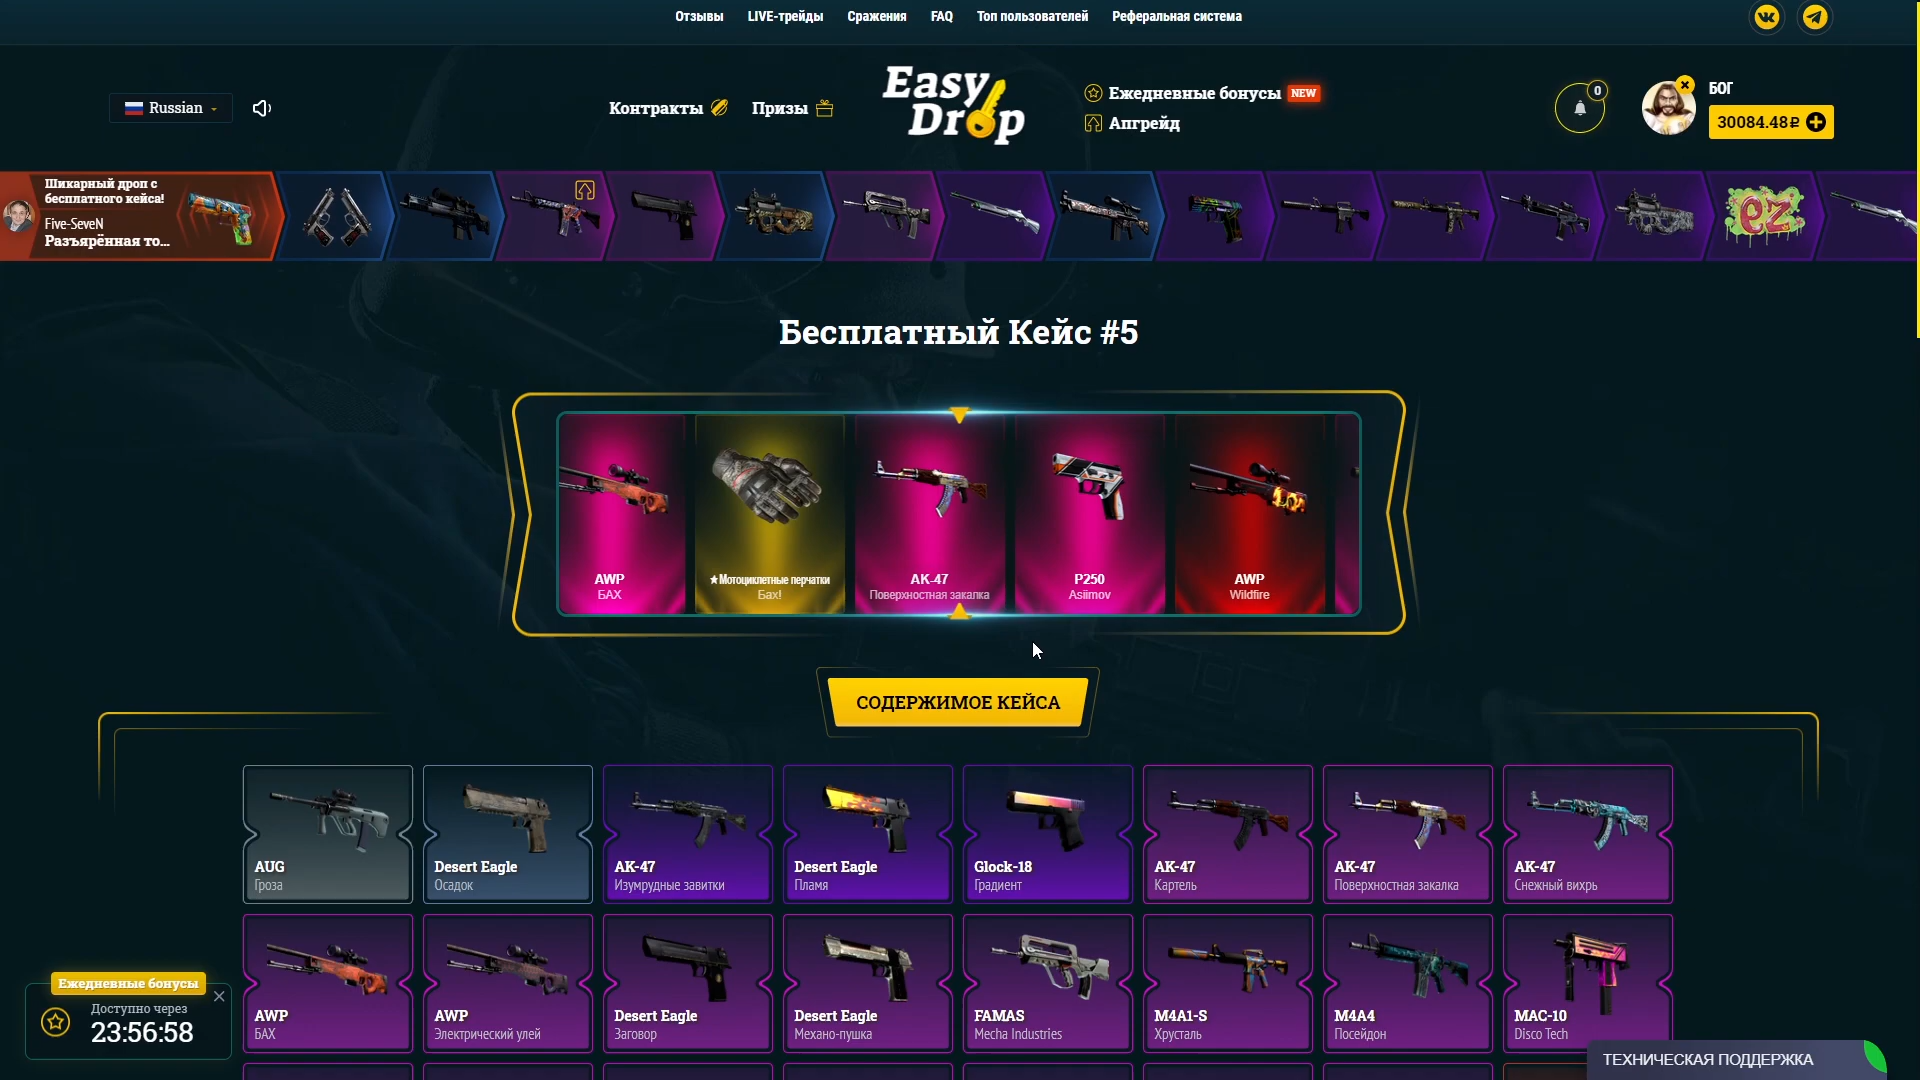 Отзывы
LIVE-трейды
Сражения
FAQ
Топ пользователей
Реферальная система
Russian
Контракты
Призы
Easy
Drop
Ежедневные бонусы NEW
Апгрейд
0
БОГ
30084.48₽
Шикарный дроп с
бесплатного кейса!
Five-SeveN
Разъярённая то...
ez
Бесплатный Кейс #5
AWP
БАХ
★Мотоциклетные перчатки
Бах!
AK-47
Поверхностная закалка
P250
Asiimov
AWP
Wildfire
СОДЕРЖИМОЕ КЕЙСА
AUG
Гроза
Desert Eagle
Осадок
AK-47
Изумрудные завитки
Desert Eagle
Пламя
Glock-18
Градиент
AK-47
Картель
AK-47
Поверхностная закалка
AK-47
Снежный вихрь
AWP
БАХ
AWP
Электрический улей
Desert Eagle
Заговор
Desert Eagle
Механо-пушка
FAMAS
Mecha Industries
M4A1-S
Хрусталь
M4A4
Посейдон
MAC-10
Disco Tech
Ежедневные бонусы
Доступно через
23:56:58
ТЕХНИЧЕСКАЯ ПОДДЕРЖКА